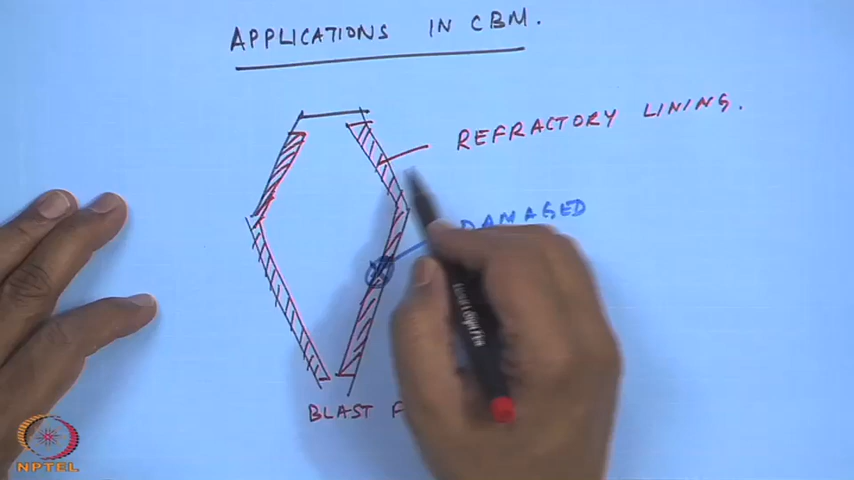 APPLICATIONS IN CBM.
REFRACTORY LINING.
DAMAGED
BLAST F
NPTEL